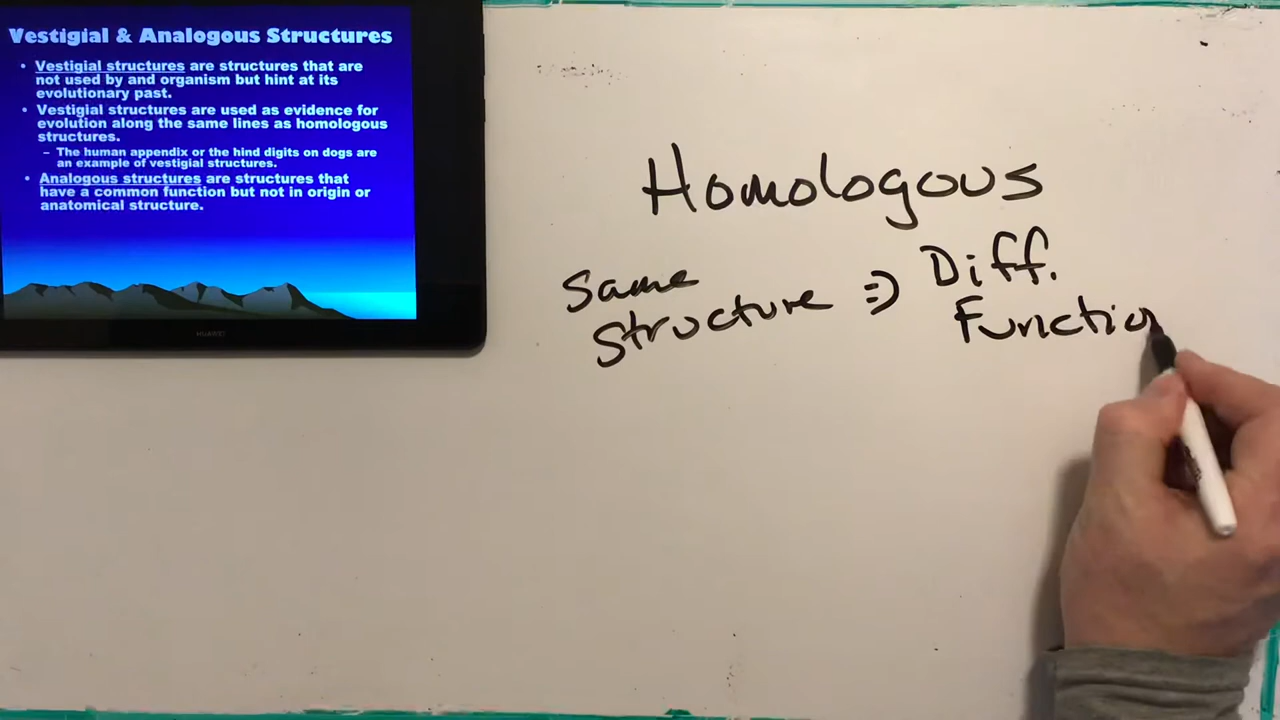 Vestigial & Analogous Structures
• Vestigial structures are structures that are
not used by and organism but hint at its
evolutionary past.
• Vestigial structures are used as evidence for
evolution along the same lines as homologous
structures.
– The human appendix or the hind digits on dogs are
an example of vestigial structures.
• Analogous structures are structures that
have a common function but not in origin or
anatomical structure.
HUAWEI
Homologous
Same
Structure => Diff.
Functio